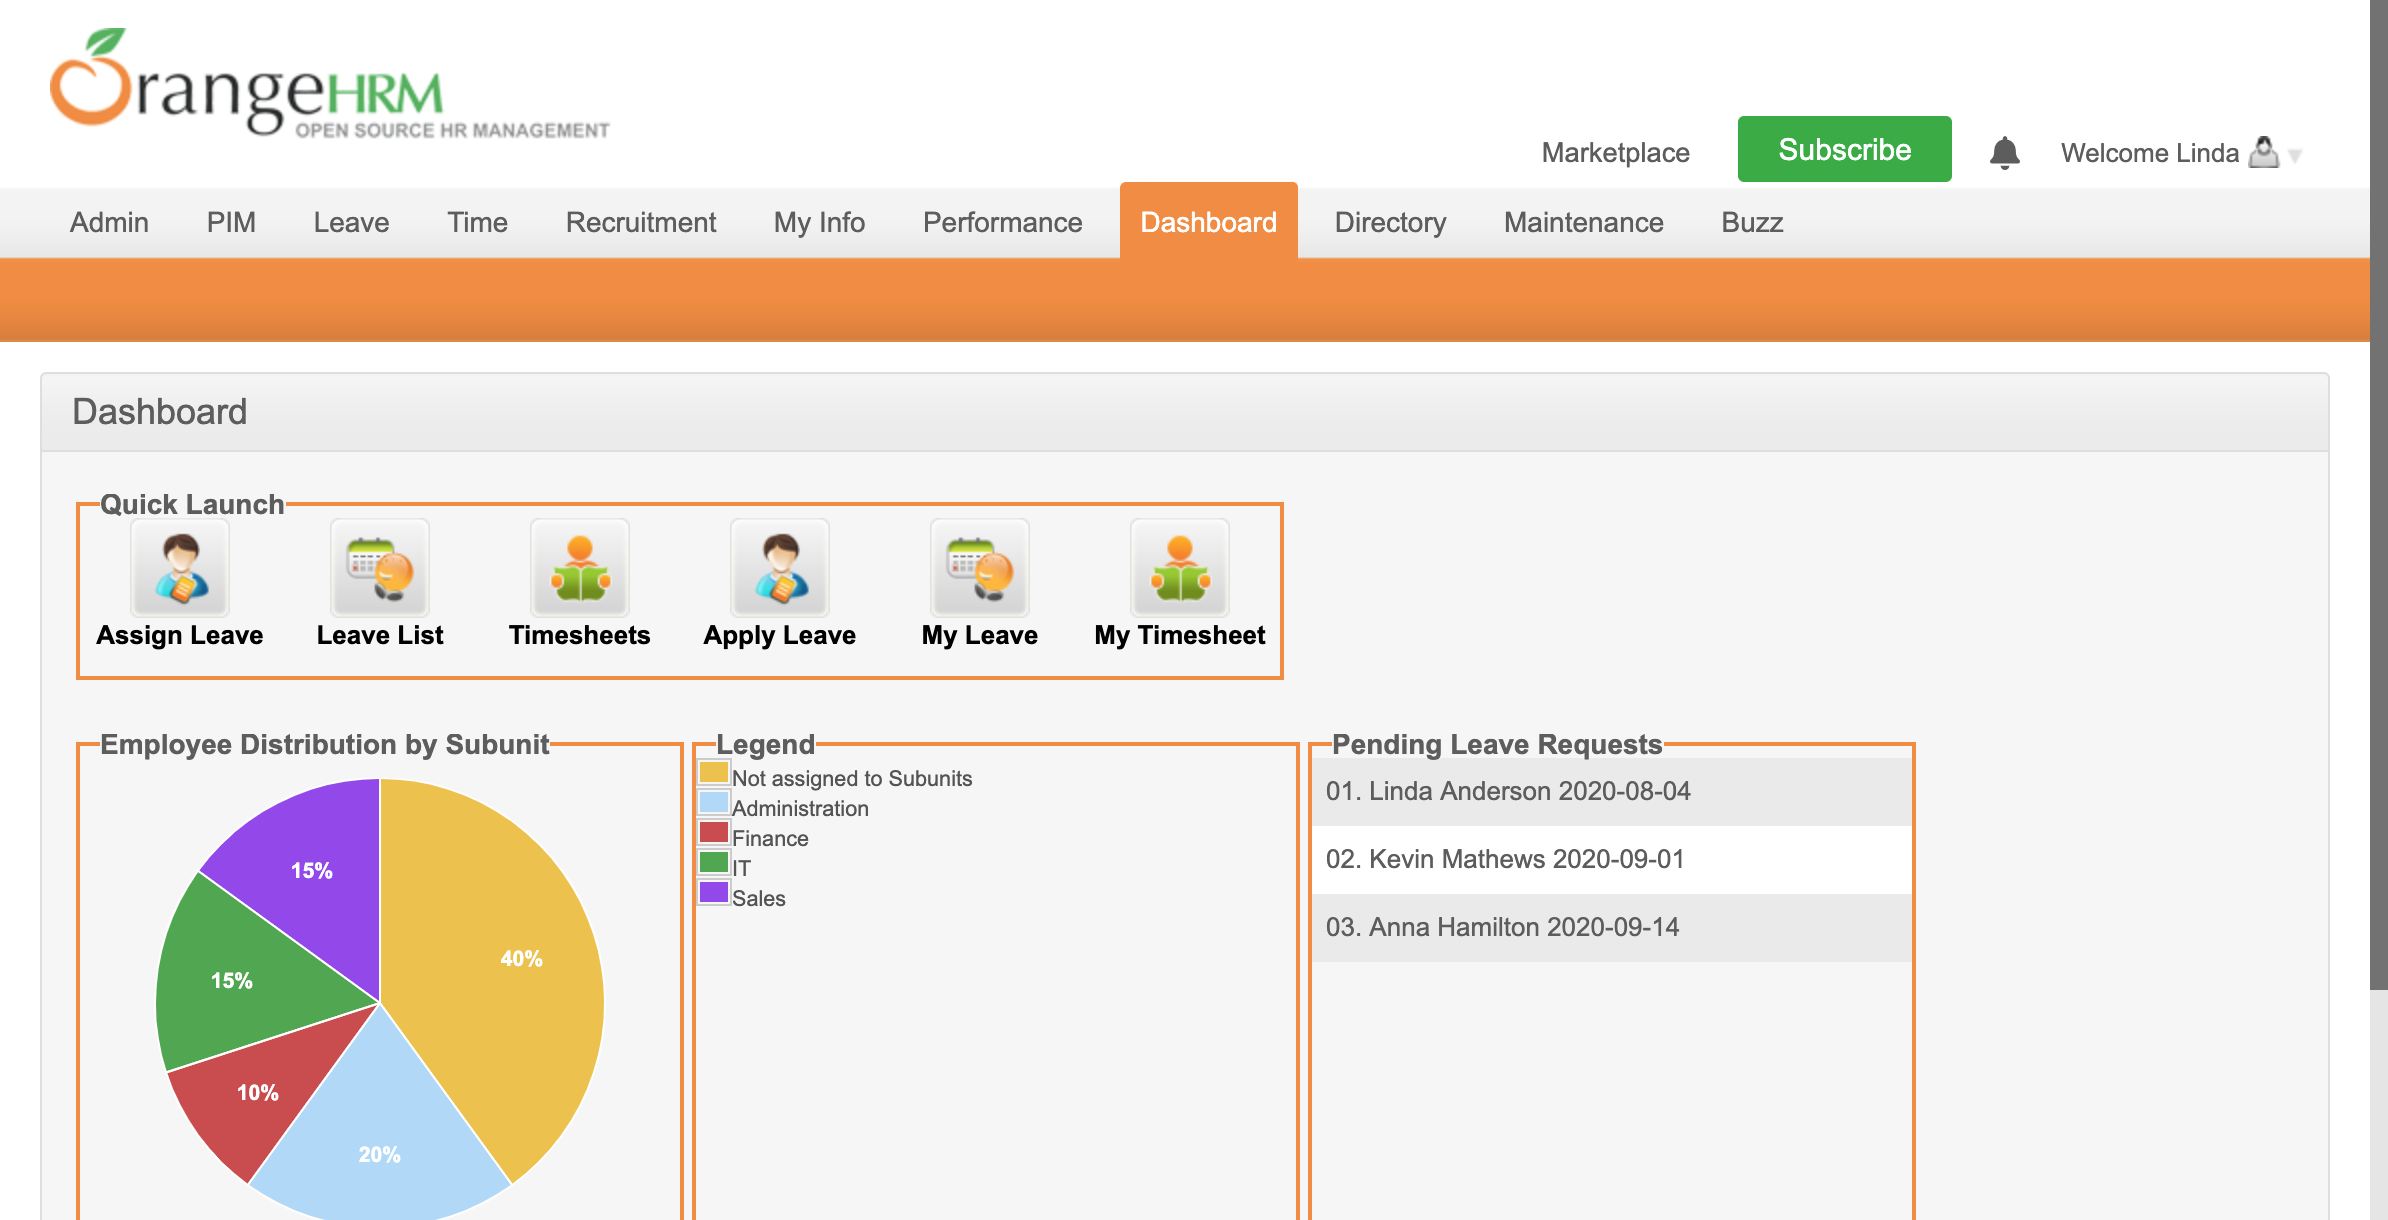 OrangeHRM
OPEN SOURCE HR MANAGEMENT
Marketplace
Subscribe
Welcome Linda
Admin
PIM
Leave
Time
Recruitment
My Info
Performance
Dashboard
Directory
Maintenance
Buzz
Dashboard
Quick Launch
Assign Leave
Leave List
Timesheets
Apply Leave
My Leave
My Timesheet
Employee Distribution by Subunit
15%
40%
15%
10%
20%
Legend
Not assigned to Subunits
Administration
Finance
IT
Sales
Pending Leave Requests
01. Linda Anderson 2020-08-04
02. Kevin Mathews 2020-09-01
03. Anna Hamilton 2020-09-14